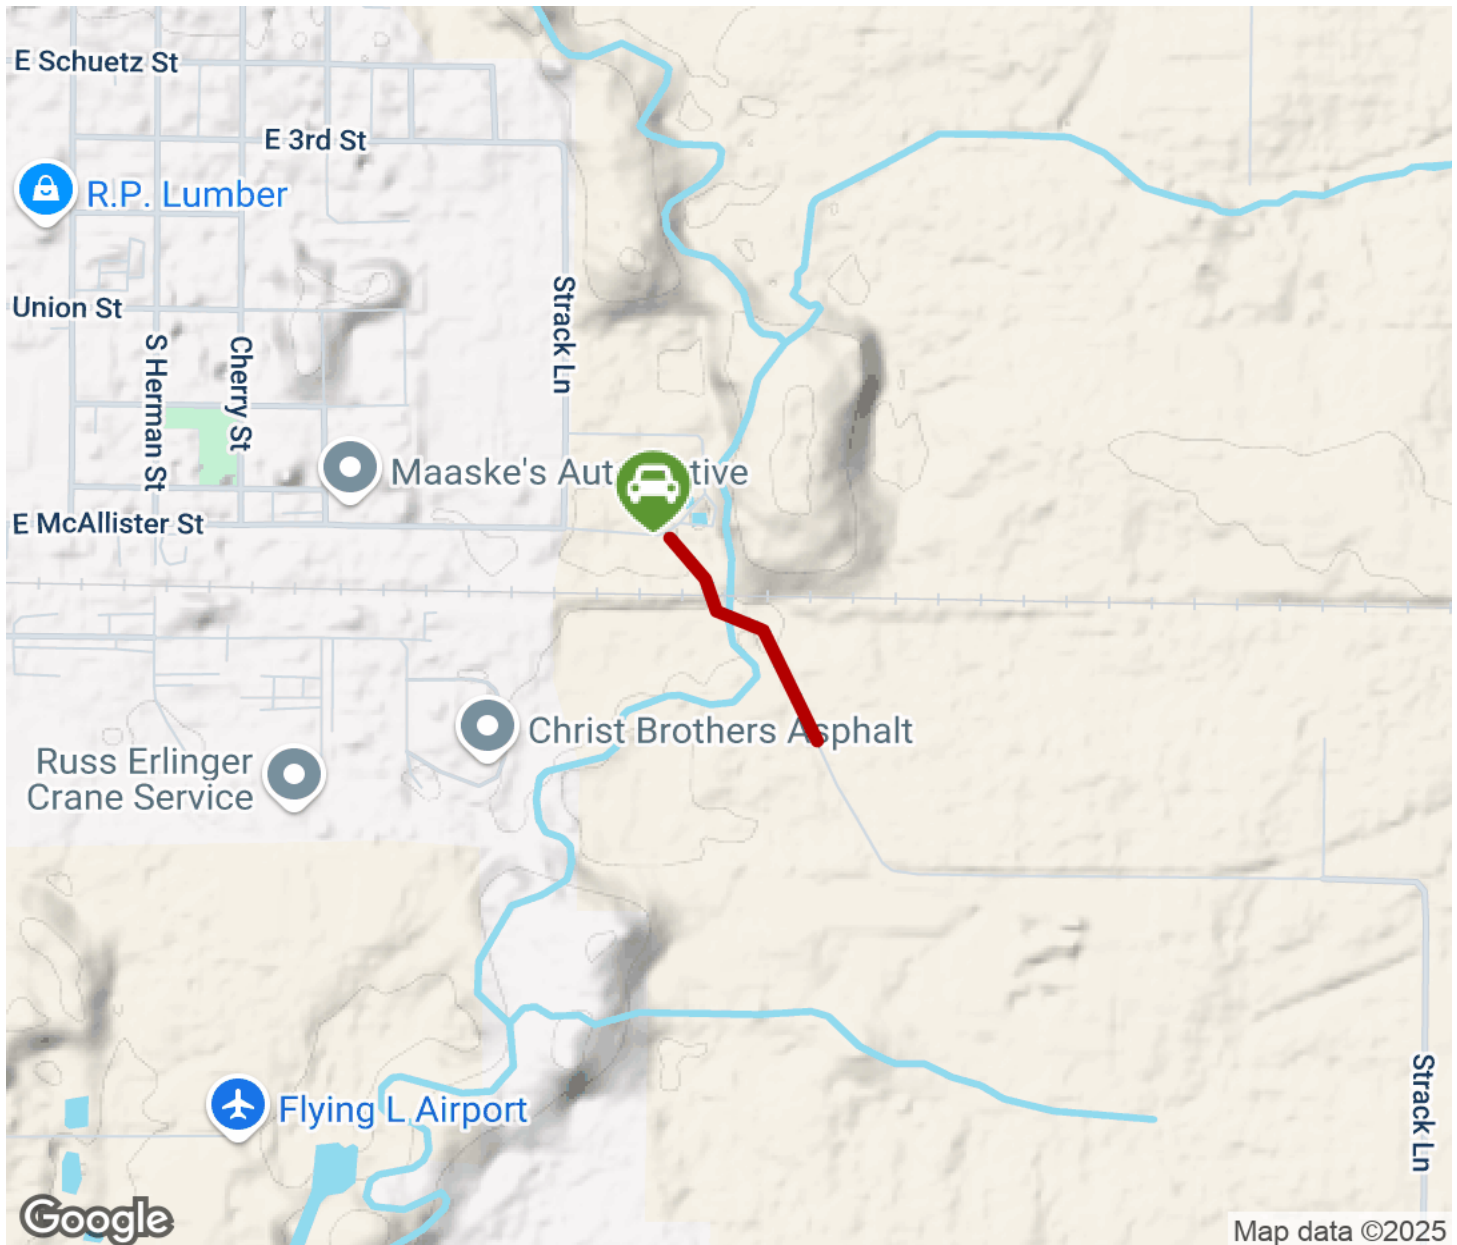 E Schuetz St
E 3rd St
R.P. Lumber
Union St
Strack Ln
S Herman St
Cherry St
Maaske's Aut tive
E McAllister St
Christ Brothers Asphalt
Russ Erlinger
Crane Service
Flying L Airport
Strack Ln
Google
Map data ©2025